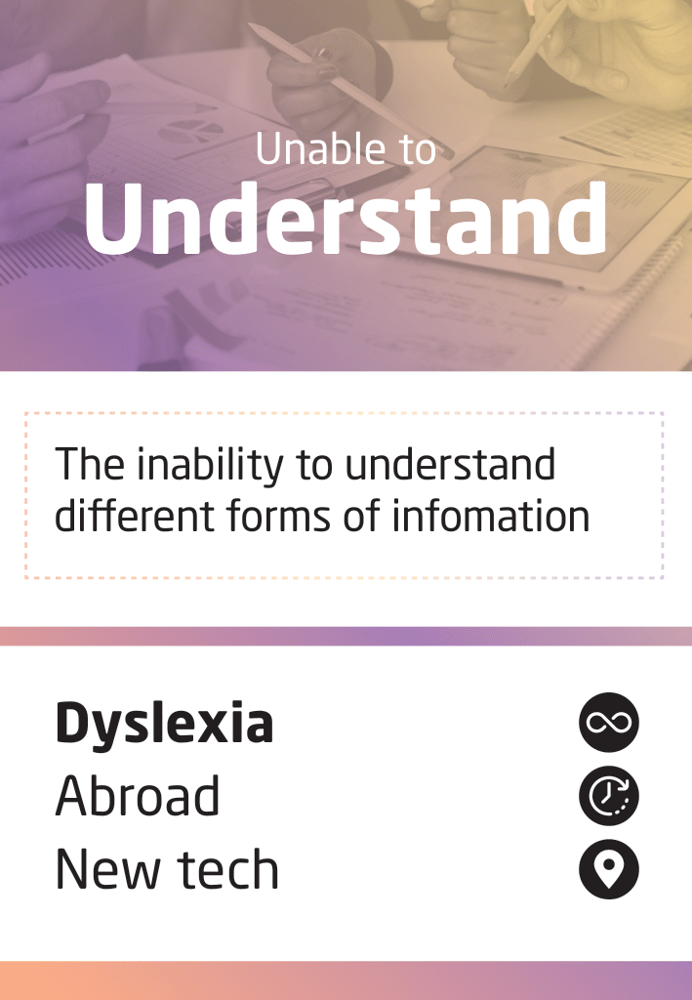 Unable to
Understand
The inability to understand
different forms of infomation
Dyslexia
Abroad
New tech